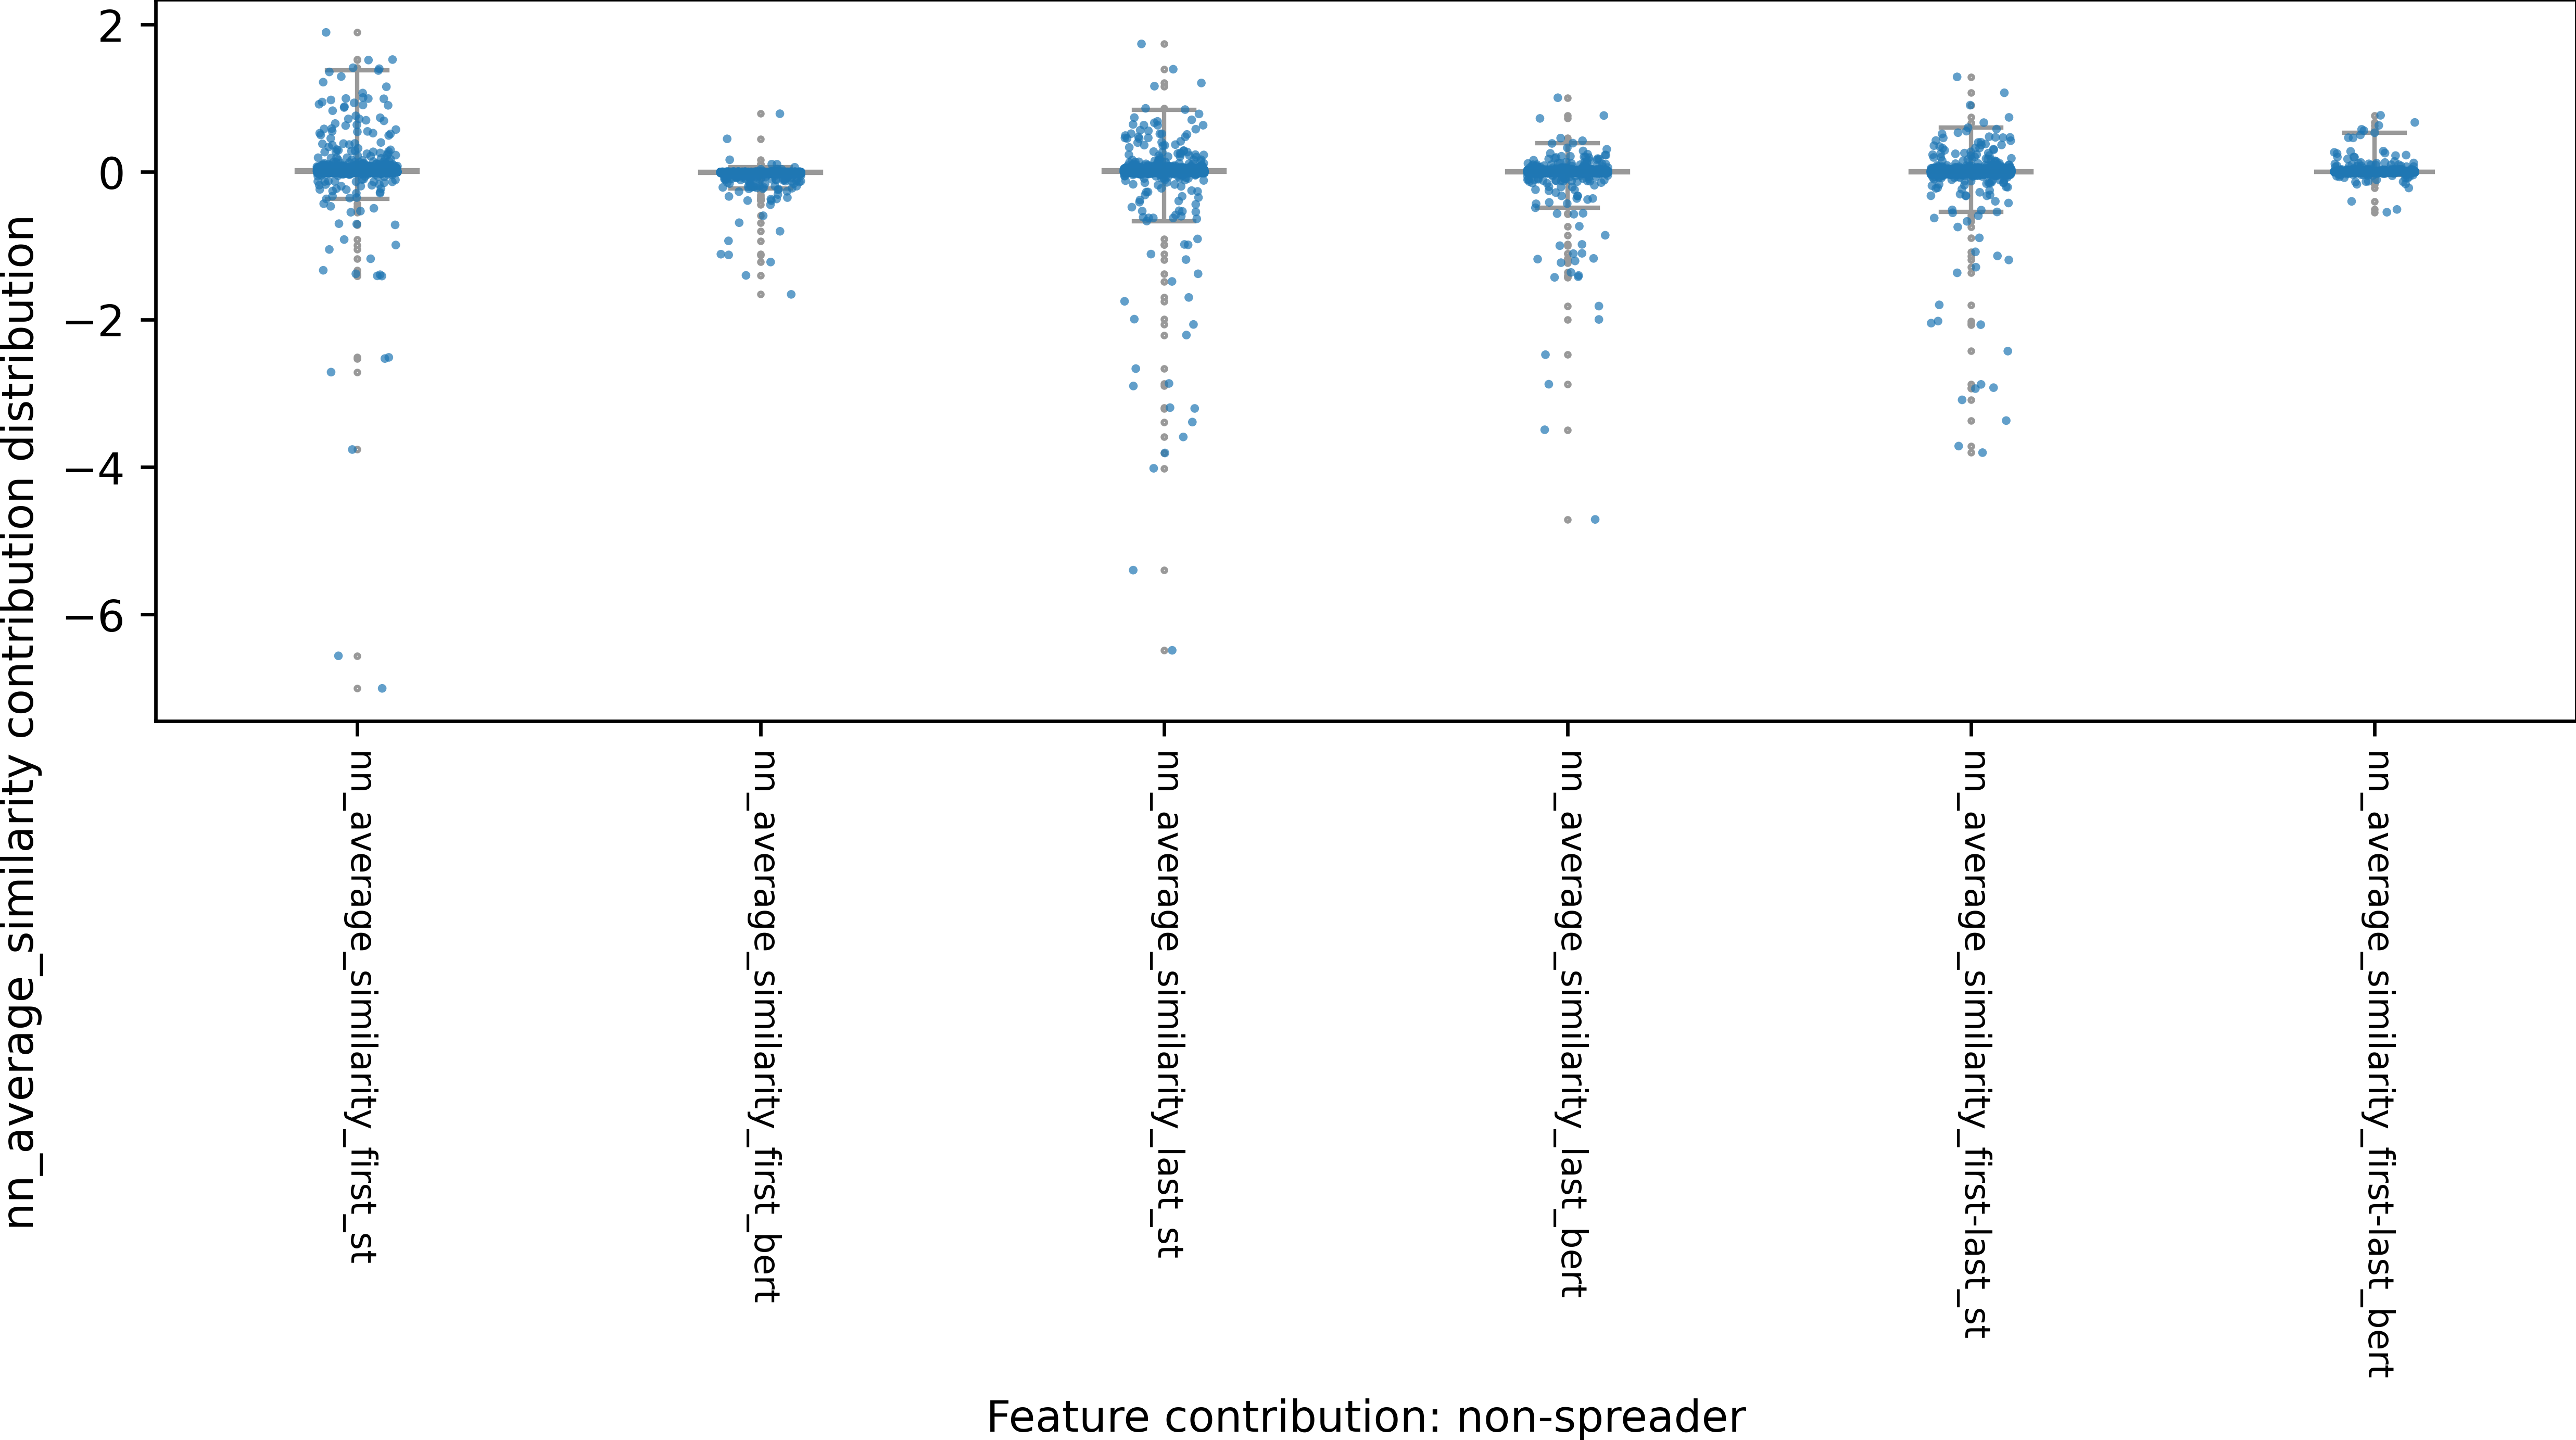 nn_average_similarity contribution distribution
2
0
−2
−4
−6
nn_average_similarity_first_st
nn_average_similarity_first_bert
nn_average_similarity_last_st
nn_average_similarity_last_bert
nn_average_similarity_first-last_st
nn_average_similarity_first-last_bert
Feature contribution: non-spreader